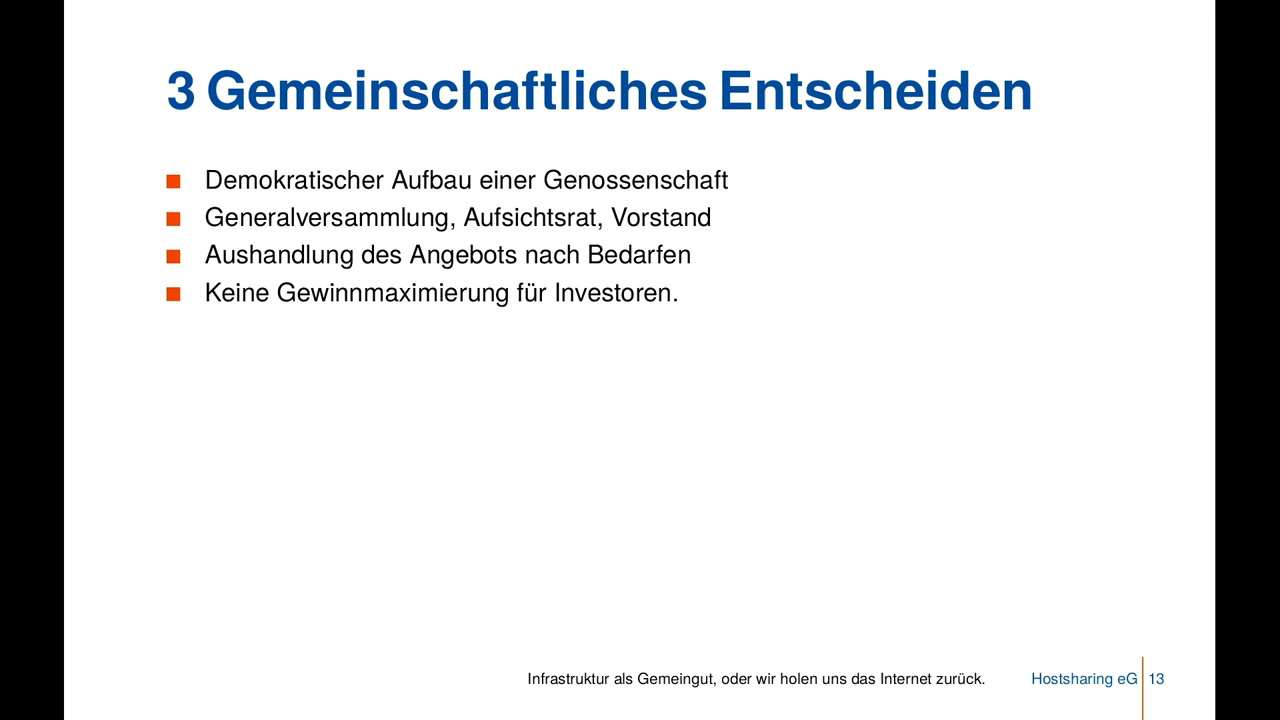 3 Gemeinschaftliches Entscheiden
Demokratischer Aufbau einer Genossenschaft
Generalversammlung, Aufsichtsrat, Vorstand
Aushandlung des Angebots nach Bedarfen
Keine Gewinnmaximierung für Investoren.
Infrastruktur als Gemeingut, oder wir holen uns das Internet zurück. Hostsharing eG 13